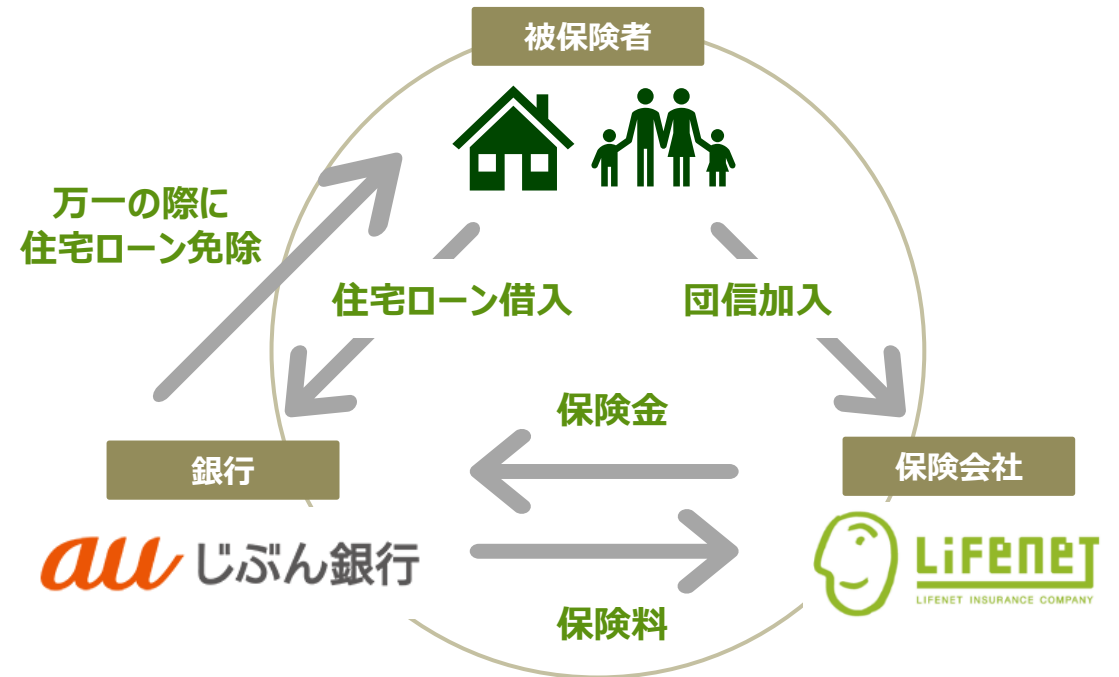 被保険者
万一の際に
住宅ローン免除
住宅ローン借入
団信加入
保険金
銀行
保険会社
au じぶん銀行
LIFENET
LIFENET INSURANCE COMPANY
保険料